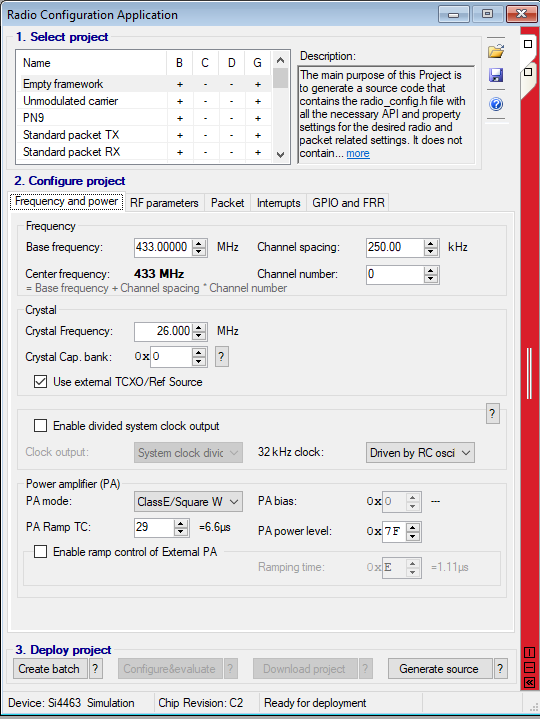 Radio Configuration Application
1. Select project
Name B C D G
Empty framework + - - +
Unmodulated carrier + - - +
PN9 + - - +
Standard packet TX + - - +
Standard packet RX + - - +
Description:
The main purpose of this Project is
to generate a source code that
contains the radio_config.h file with
all the necessary API and property
settings for the desired radio and
packet related settings. It does not
contain... more
2. Configure project
Frequency and power RF parameters Packet Interrupts GPIO and FRR
Frequency
Base frequency: 433.00000 MHz Channel spacing: 250.00 kHz
Center frequency: 433 MHz Channel number: 0
= Base frequency + Channel spacing * Channel number
Crystal
Crystal Frequency: 26.000 MHz
Crystal Cap. bank: 0x 0 ?
Use external TCXO/Ref Source
?
Enable divided system clock output
Clock output: System clock divic 32 kHz clock: Driven by RC osci
Power amplifier (PA)
PA mode: ClassE/Square W PA bias: 0x 0 ---
PA Ramp TC: 29 =6.6µs PA power level: 0x 7F
Enable ramp control of External PA
Ramping time: 0x E =1.11µs
3. Deploy project
Create batch ? Configure&evaluate ? Download project ? Generate source ?
Device: Si4463 Simulation Chip Revision: C2 Ready for deployment